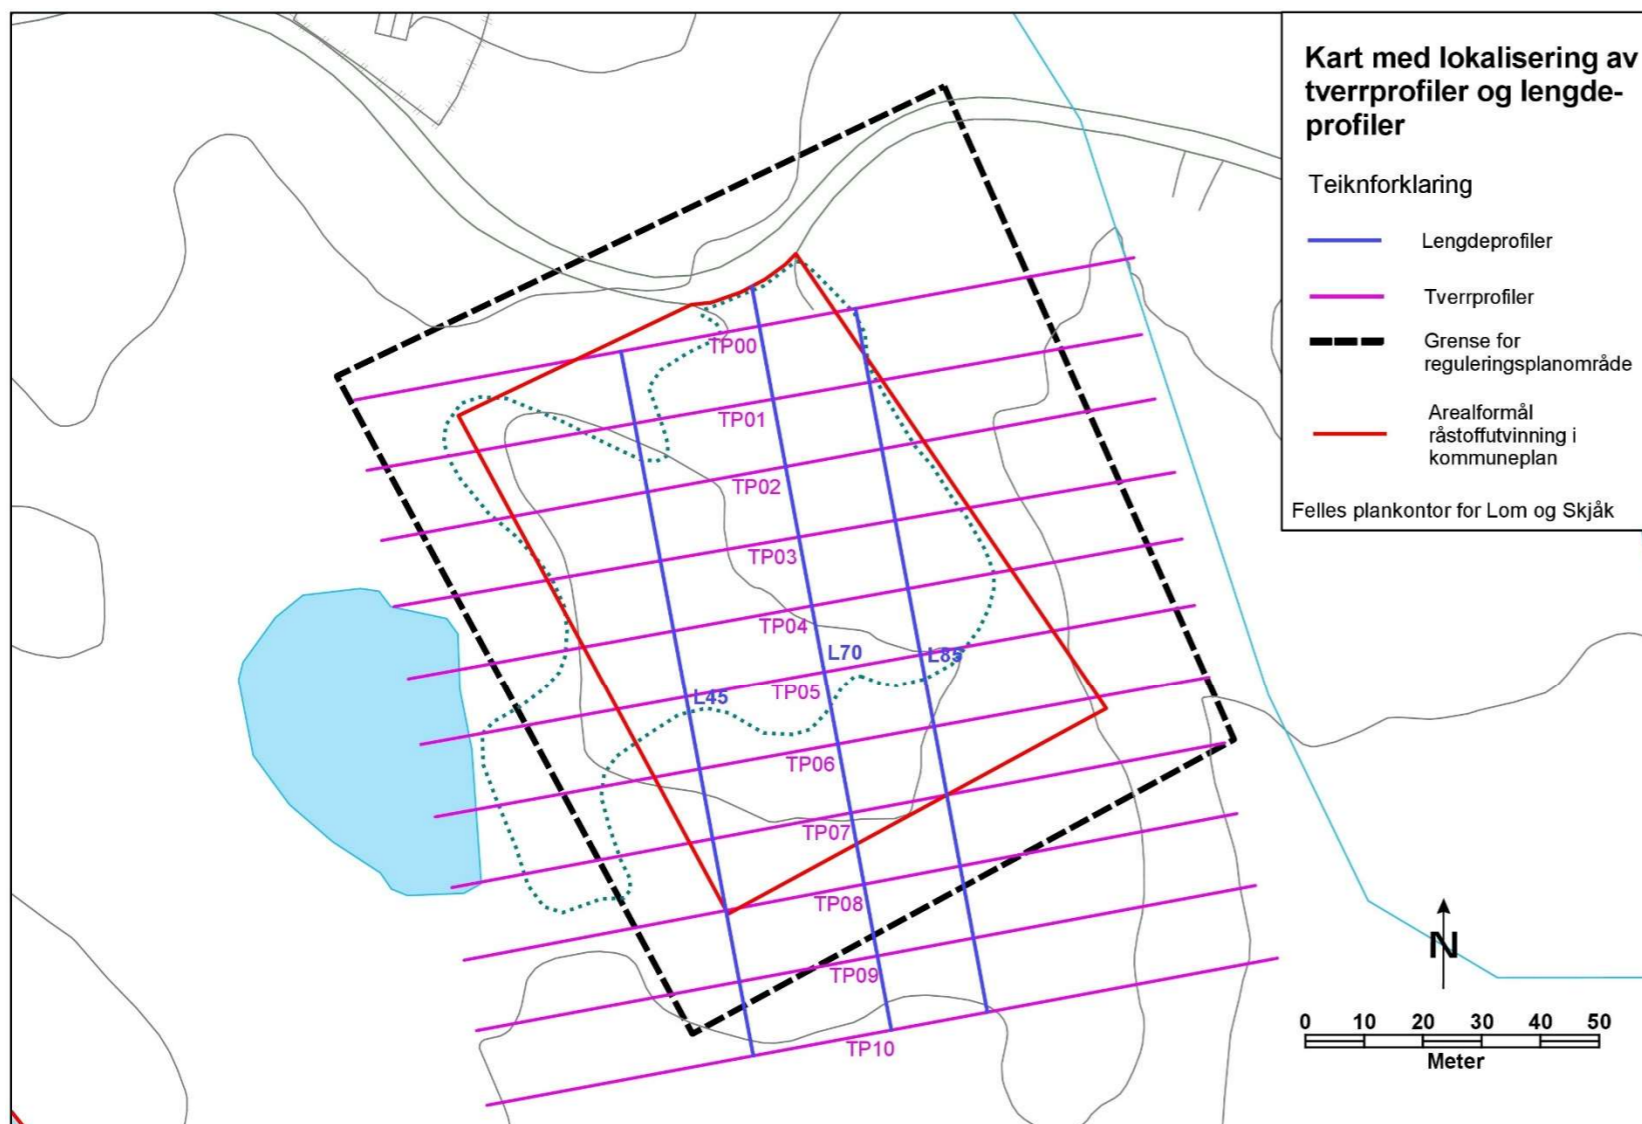 Kart med lokalisering av
tverrprofiler og lengde-
profiler
Teiknforklaring
Lengdeprofiler
Tverrprofiler
Grense for
reguleringsplanområde
Arealformål
råstoffutvinning i
kommuneplan
Felles plankontor for Lom og Skjåk
TP00
TP01
TP02
TP03
TP04
L70
L85
TP05
L45
TP06
TP07
TP08
TP09
TP10
N
0 10 20 30 40 50
Meter